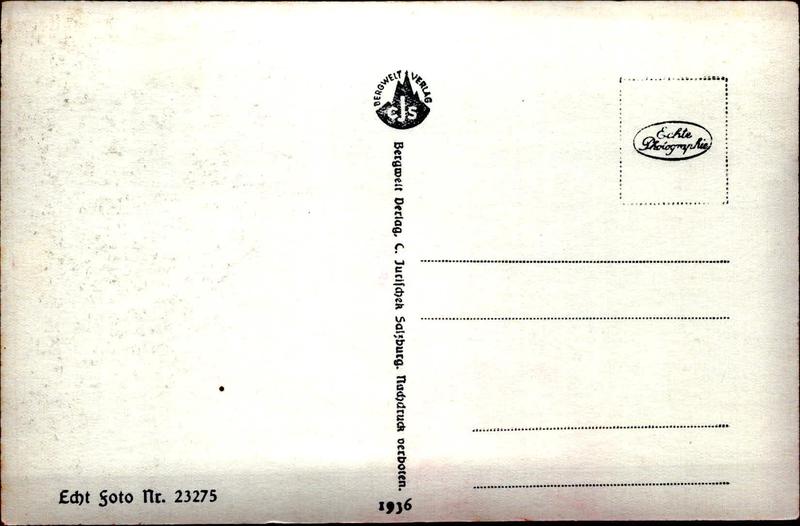 BERGWELT VERLAG
CJS
Echte
Photographie
Bergwelt Verlag, C. Jurischek Salzburg. Nachdruck verboten.
Echt Foto Nr. 23275
1936